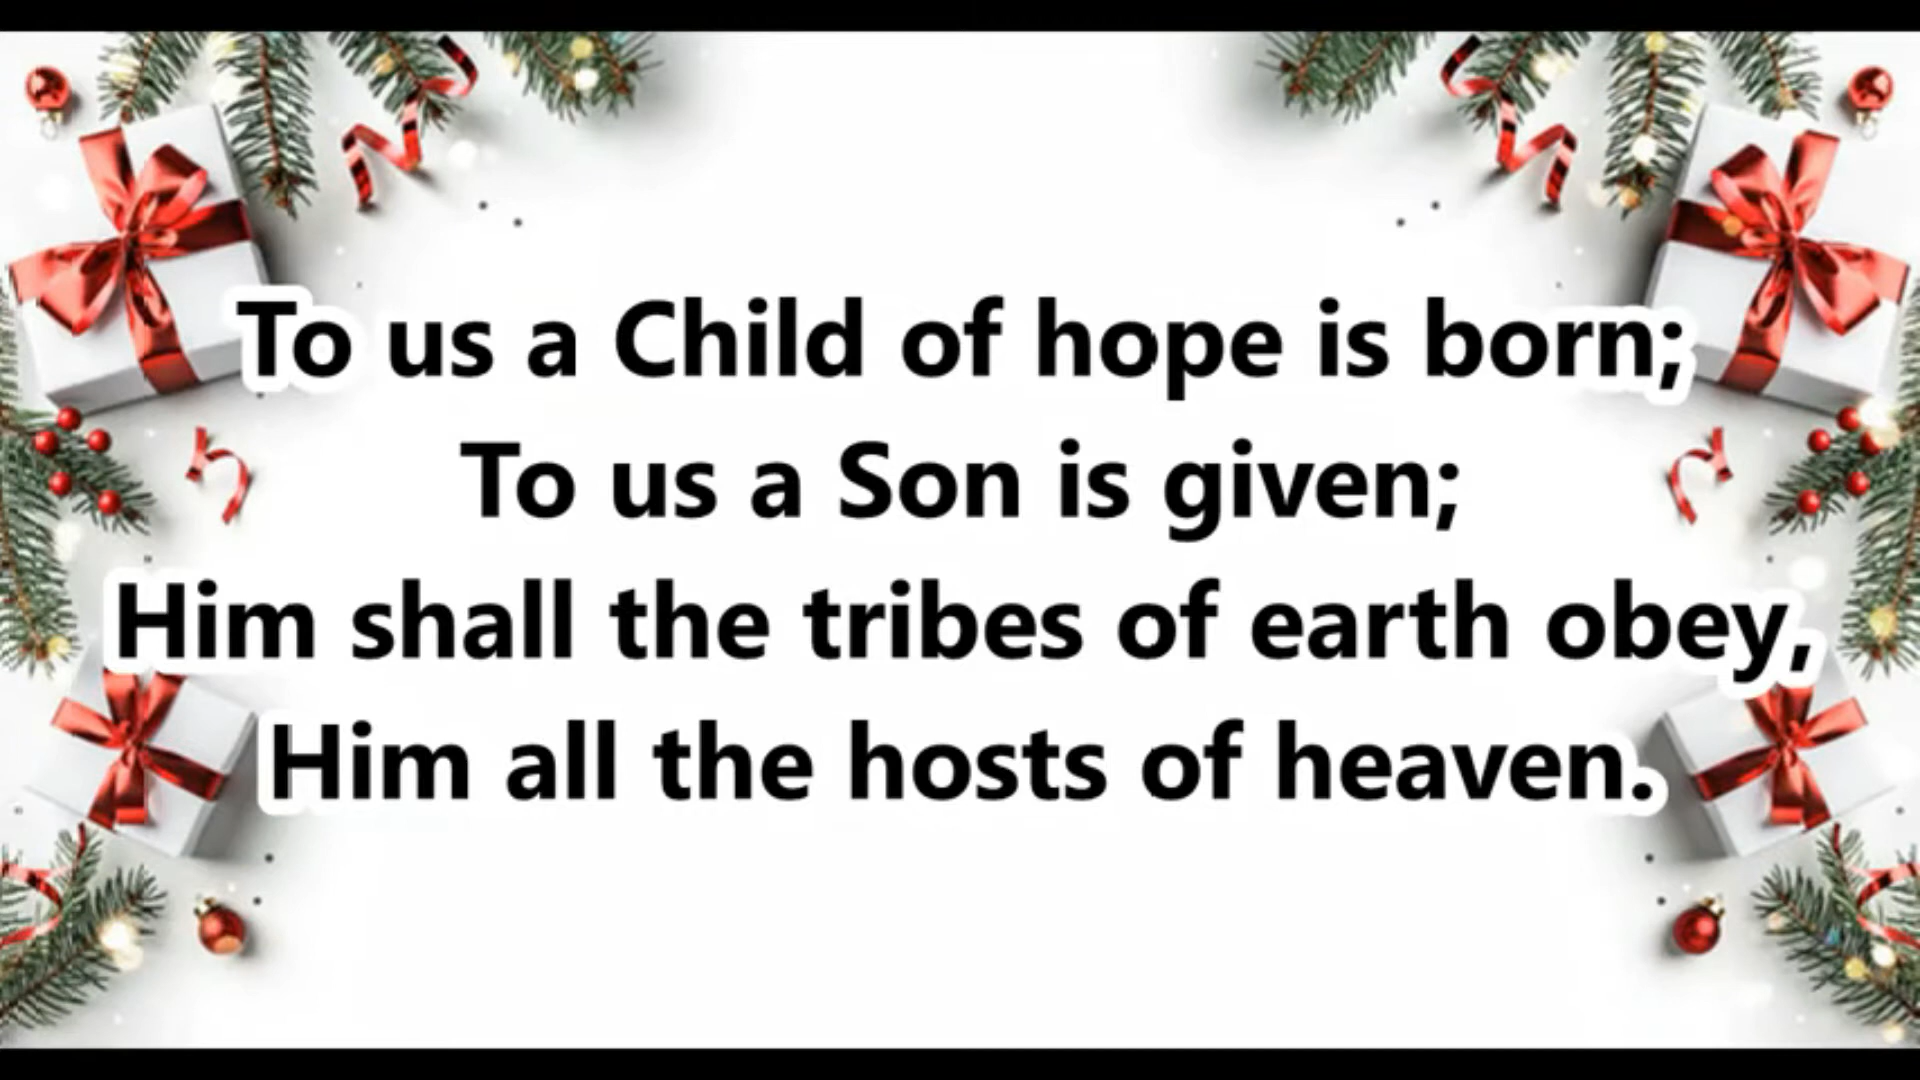 To us a Child of hope is born;
To us a Son is given;
Him shall the tribes of earth obey,
Him all the hosts of heaven.